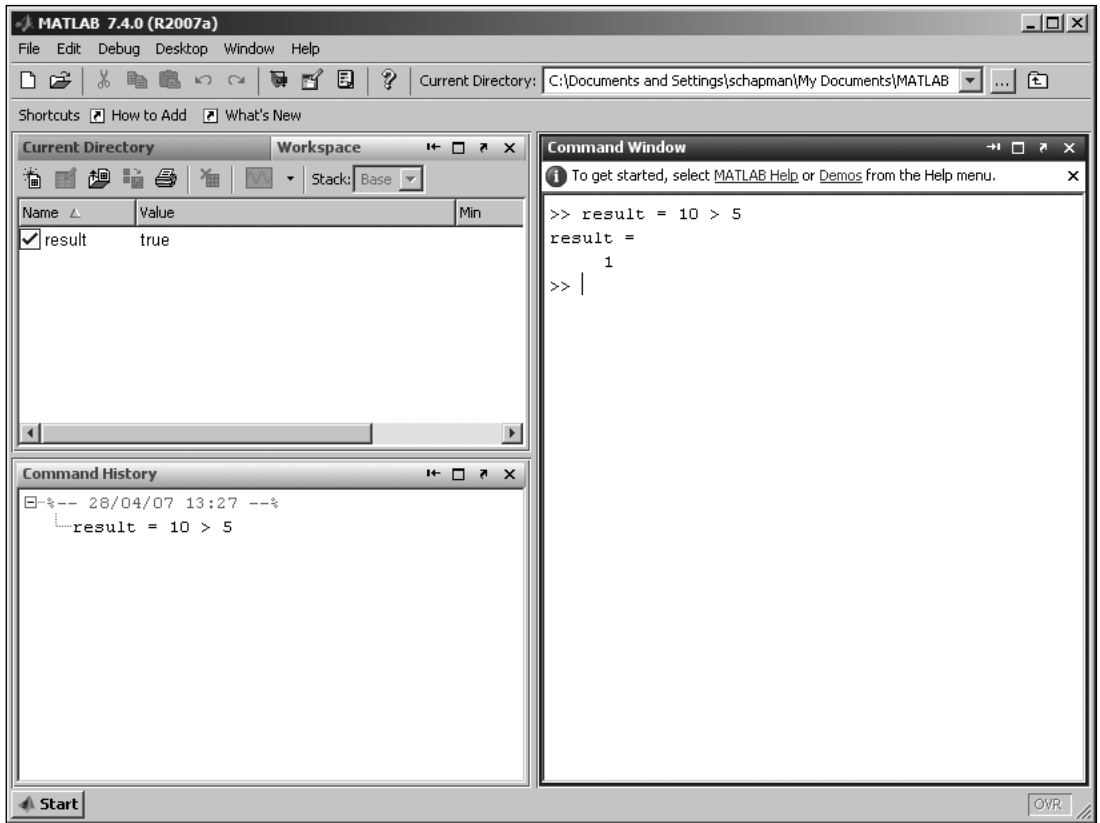 MATLAB 7.4.0 (R2007a)
File Edit Debug Desktop Window Help
Current Directory: C:\Documents and Settings\schapman\My Documents\MATLAB ...
Shortcuts How to Add What's New
Current Directory Workspace
Stack: Base
Name Value Min
result true
Command History
%-- 28/04/07 13:27 --%
result = 10 > 5
Command Window
To get started, select MATLAB Help or Demos from the Help menu.
>> result = 10 > 5
result =
1
>>
Start
OVR